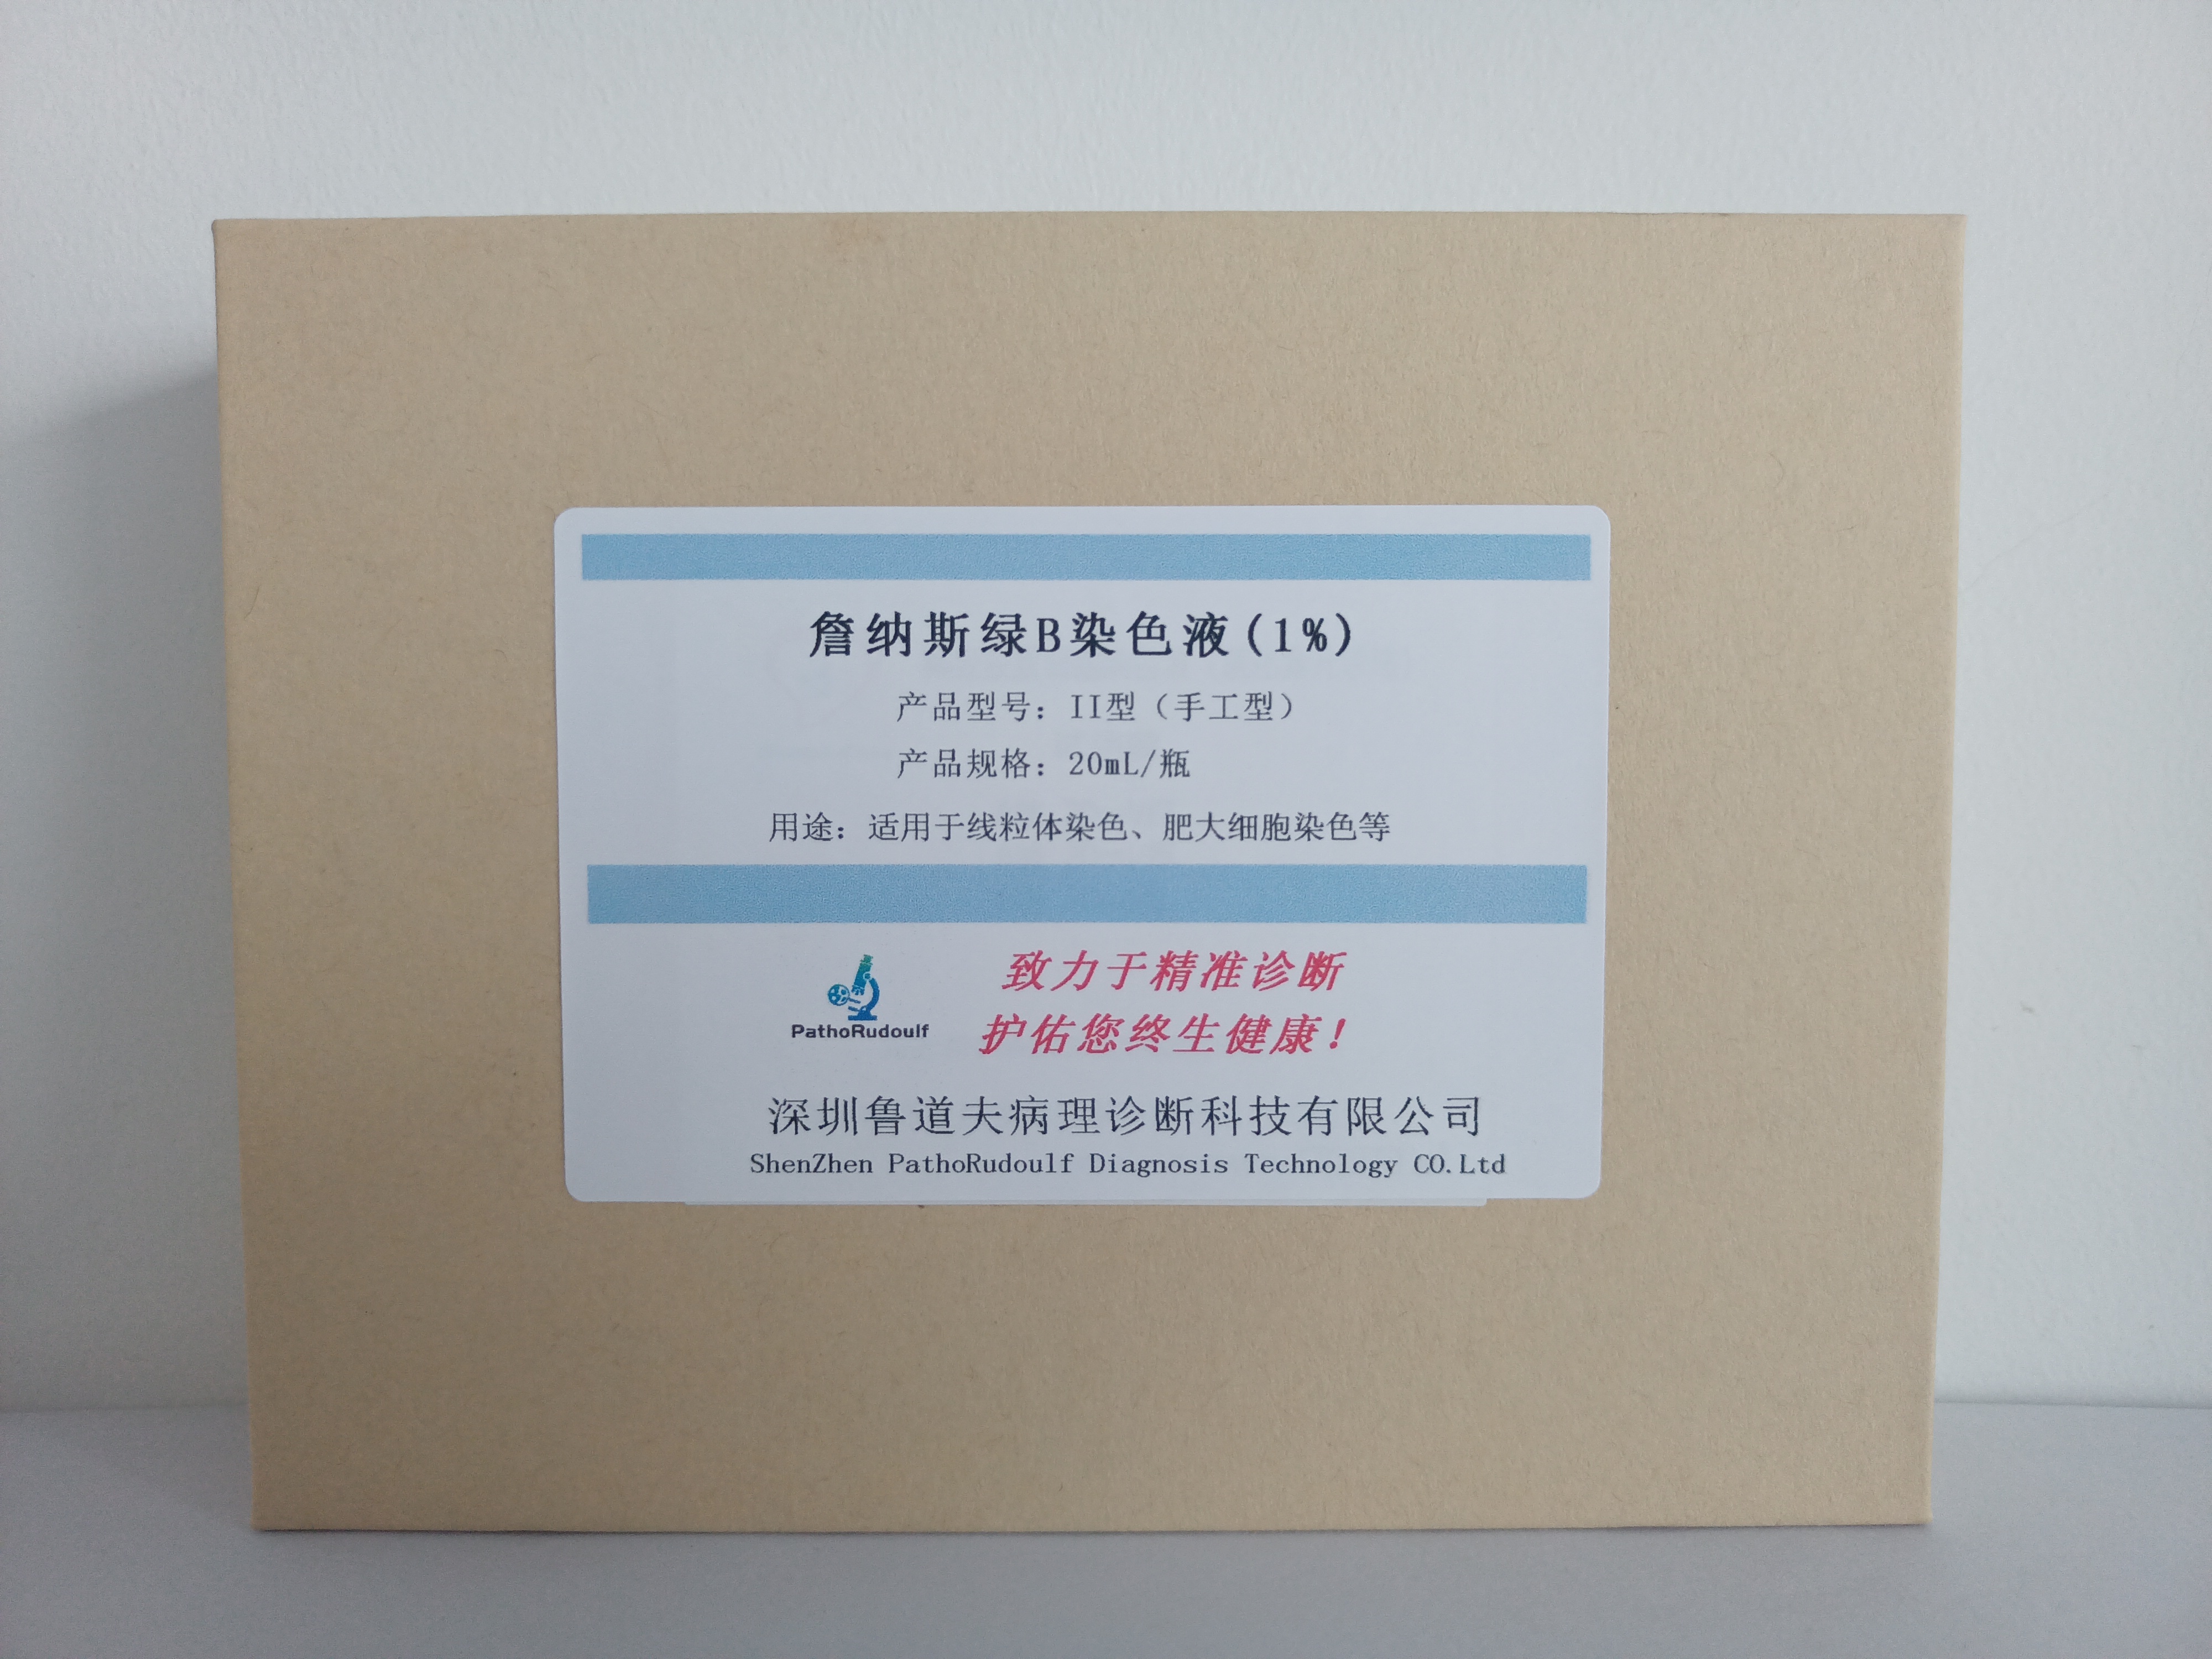 詹纳斯绿B染色液(1%)
产品型号：II型（手工型）
产品规格：20mL/瓶
用途：适用于线粒体染色、肥大细胞染色等
PathoRudoulf
致力于精准诊断
护佑您终生健康！
深圳鲁道夫病理诊断科技有限公司
ShenZhen PathoRudoulf Diagnosis Technology CO.Ltd